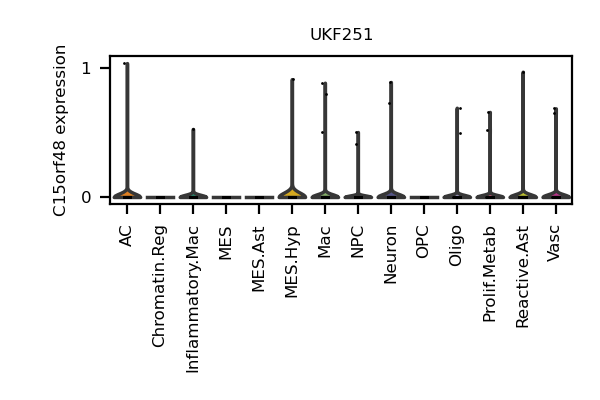 UKF251
C15orf48 expression
1
0
AC
Chromatin.Reg
Inflammatory.Mac
MES
MES.Ast
MES.Hyp
Mac
NPC
Neuron
OPC
Oligo
Prolif.Metab
Reactive.Ast
Vasc